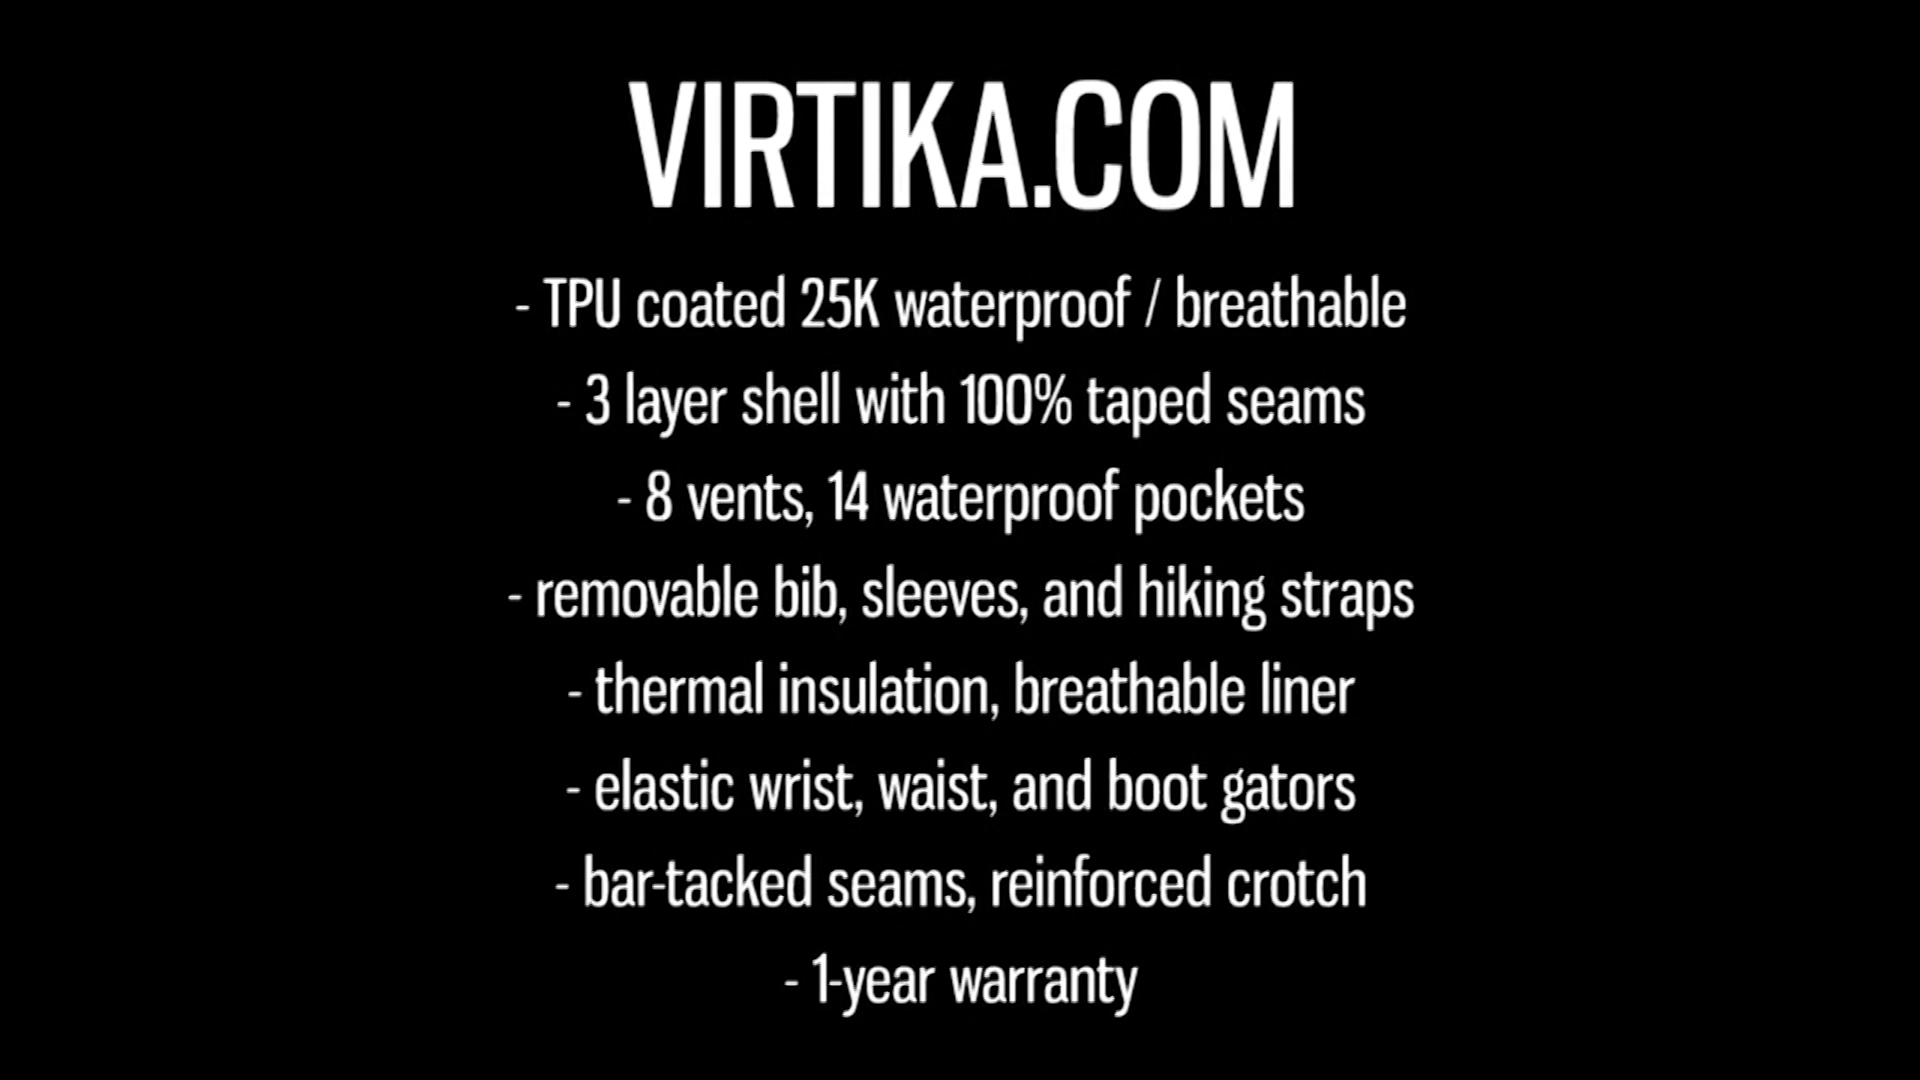 VIRTIKA.COM
- TPU coated 25K waterproof / breathable
- 3 layer shell with 100% taped seams
- 8 vents, 14 waterproof pockets
- removable bib, sleeves, and hiking straps
- thermal insulation, breathable liner
- elastic wrist, waist, and boot gators
- bar-tacked seams, reinforced crotch
- 1-year warranty